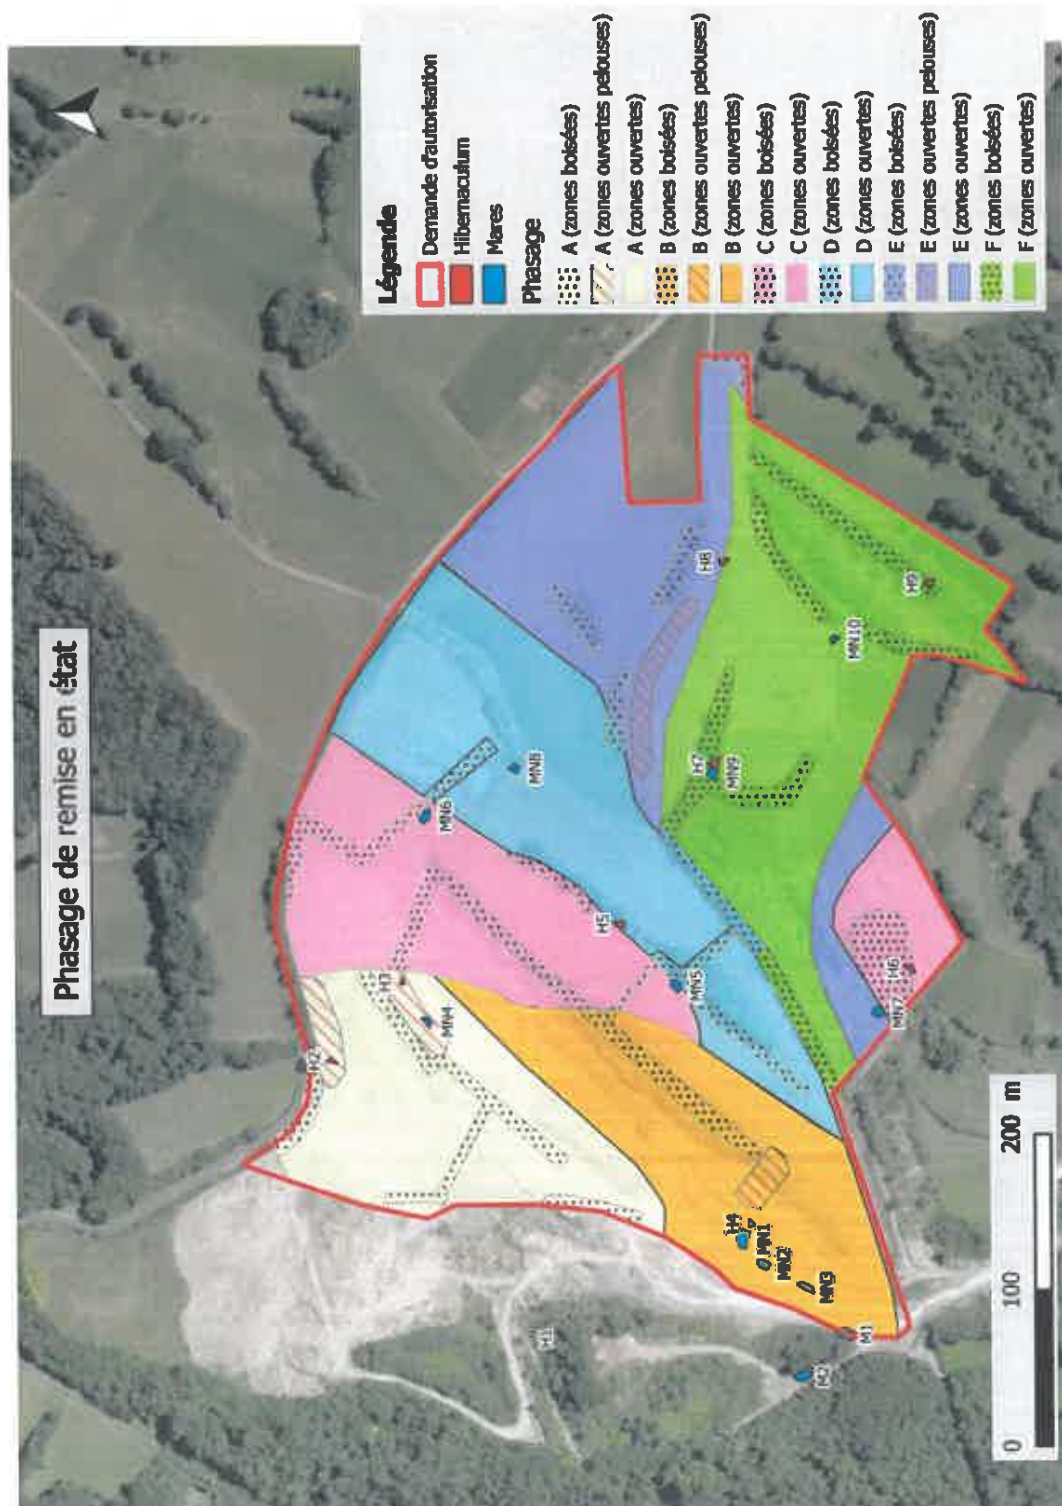 Phasage de remise en état
Légende
Demande d'autorisation
Hibernaculum
Mares
Phasage
A (zones boisées)
A (zones ouvertes pelouses)
A (zones ouvertes)
B (zones boisées)
B (zones ouvertes pelouses)
B (zones ouvertes)
C (zones boisées)
C (zones ouvertes)
D (zones boisées)
D (zones ouvertes)
E (zones boisées)
E (zones ouvertes pelouses)
E (zones ouvertes)
F (zones boisées)
F (zones ouvertes)
H2
H3
MN4
MN6
MN8
H5
MN5
H8
H7
MN9
MN10
H9
H6
MN7
H4
MN1
MN2
MN3
M1
M2
H1
0 100 200 m